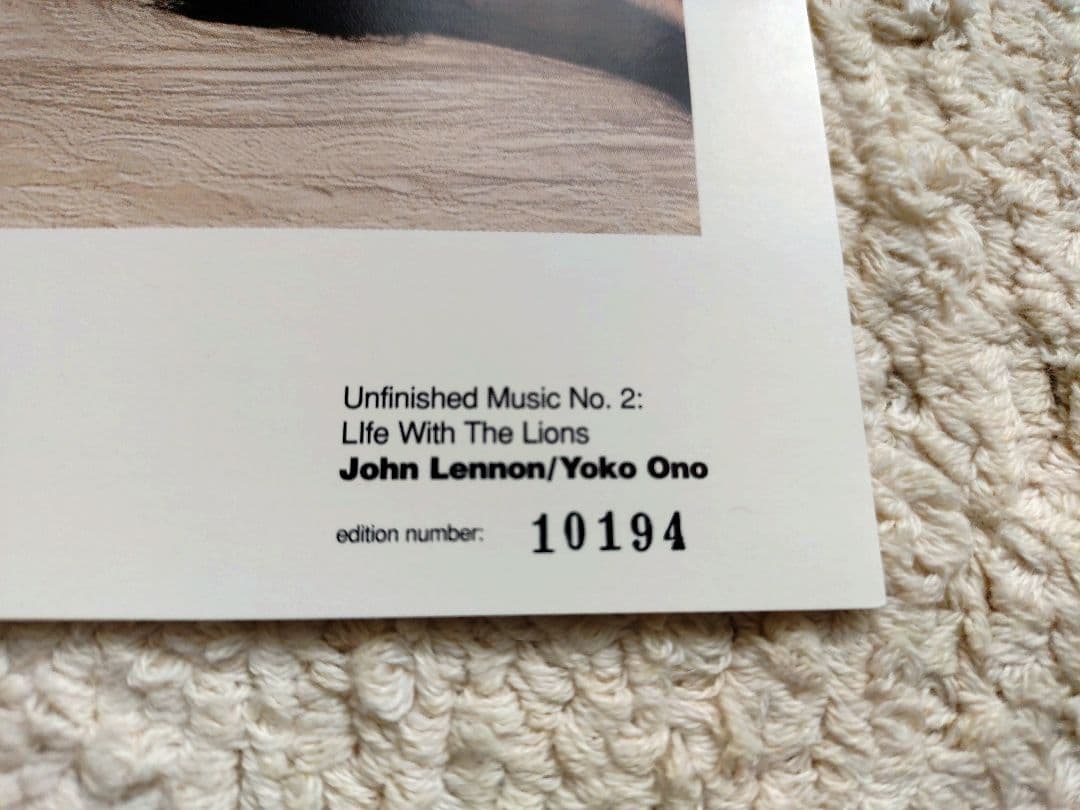 Unfinished Music No. 2:
LIfe With The Lions
John Lennon/Yoko Ono
edition number: 10194